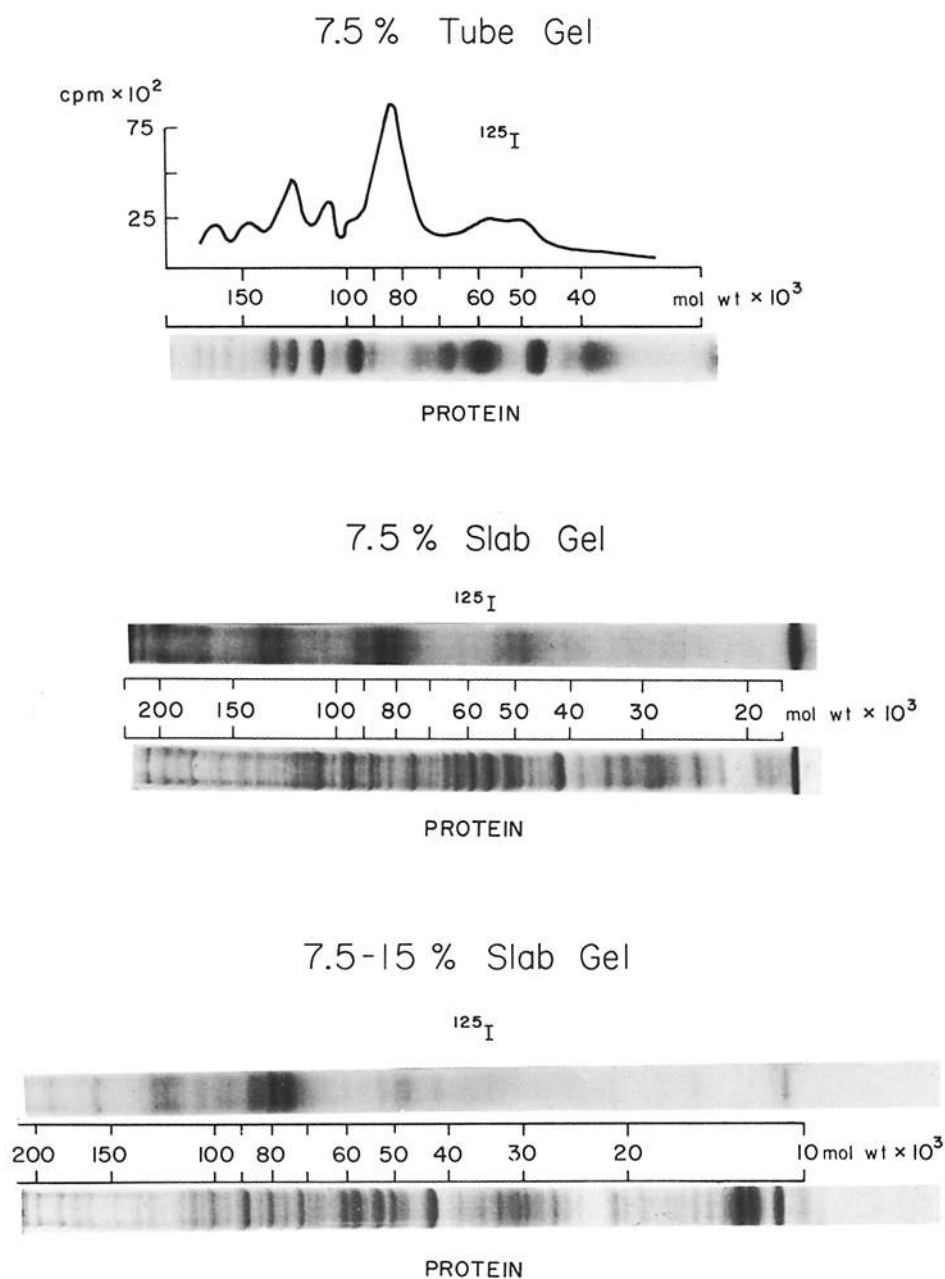 7.5 % Tube Gel
cpm ×10²
75
¹²⁵I
25
150 100 80 60 50 40 mol wt ×10³
PROTEIN
7.5 % Slab Gel
¹²⁵I
200 150 100 80 60 50 40 30 20 mol wt ×10³
PROTEIN
7.5-15 % Slab Gel
¹²⁵I
200 150 100 80 60 50 40 30 20 10 mol wt ×10³
PROTEIN